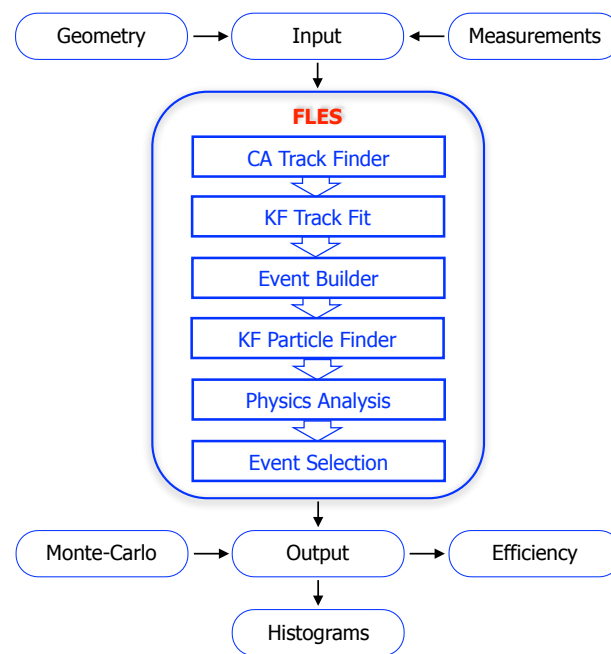 Geometry
Input
Measurements
FLES
CA Track Finder
KF Track Fit
Event Builder
KF Particle Finder
Physics Analysis
Event Selection
Monte-Carlo
Output
Efficiency
Histograms